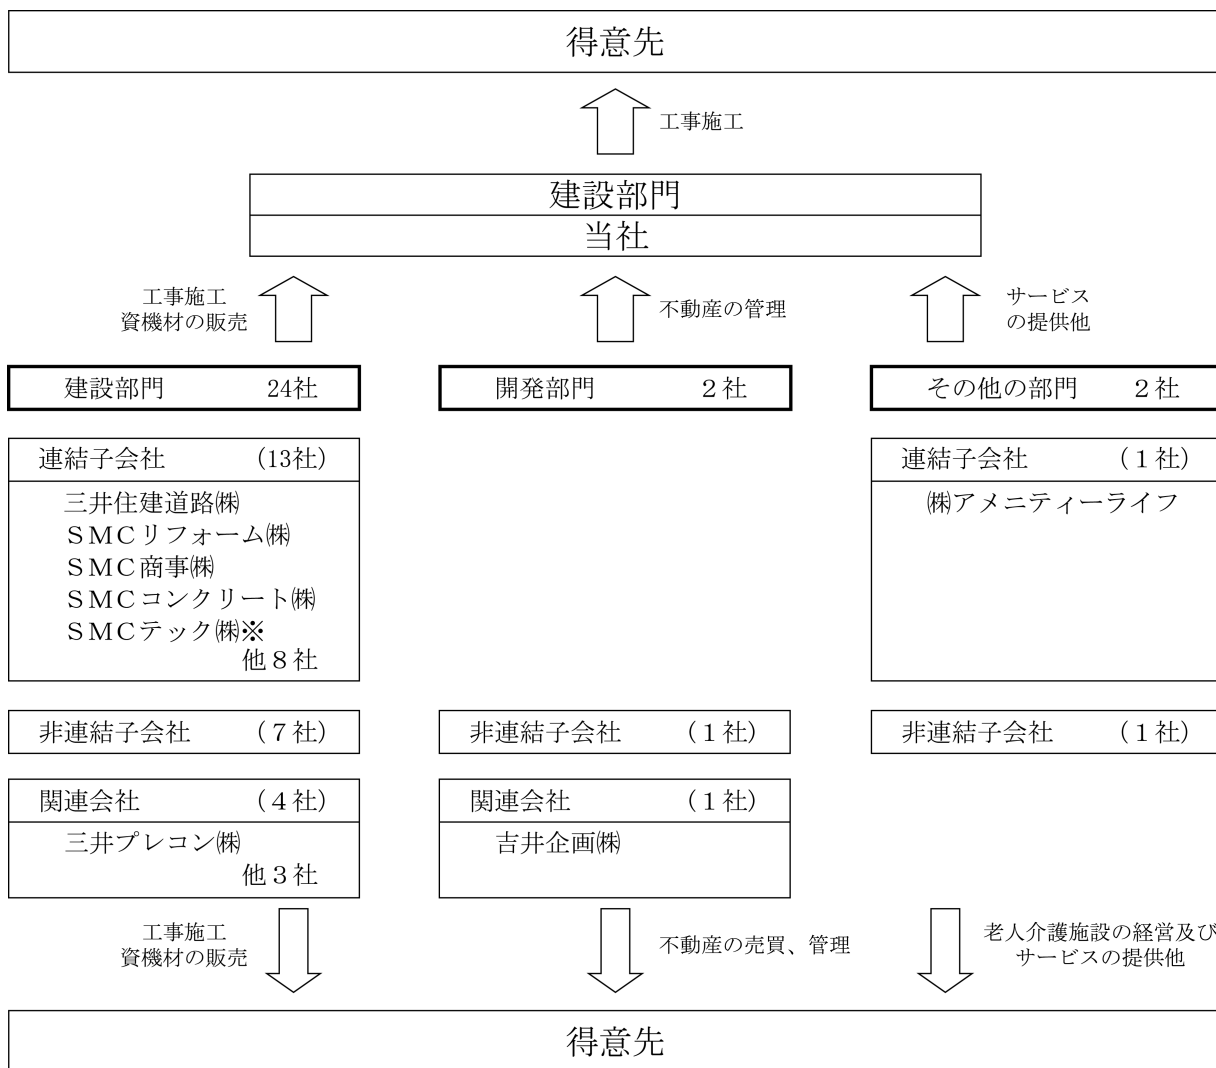 得意先
工事施工
建設部門
当社
工事施工
資機材の販売
不動産の管理
サービス
の提供他
建設部門 24社
開発部門 2社
その他の部門 2社
連結子会社 (13社)
三井住建道路㈱
SMCリフォーム㈱
SMC商事㈱
SMCコンクリート㈱
SMCテック㈱※
他8社
連結子会社 (1社)
㈱アメニティーライフ
非連結子会社 (7社)
非連結子会社 (1社)
非連結子会社 (1社)
関連会社 (4社)
三井プレコン㈱
他3社
関連会社 (1社)
吉井企画㈱
工事施工
資機材の販売
不動産の売買、管理
老人介護施設の経営及び
サービスの提供他
得意先